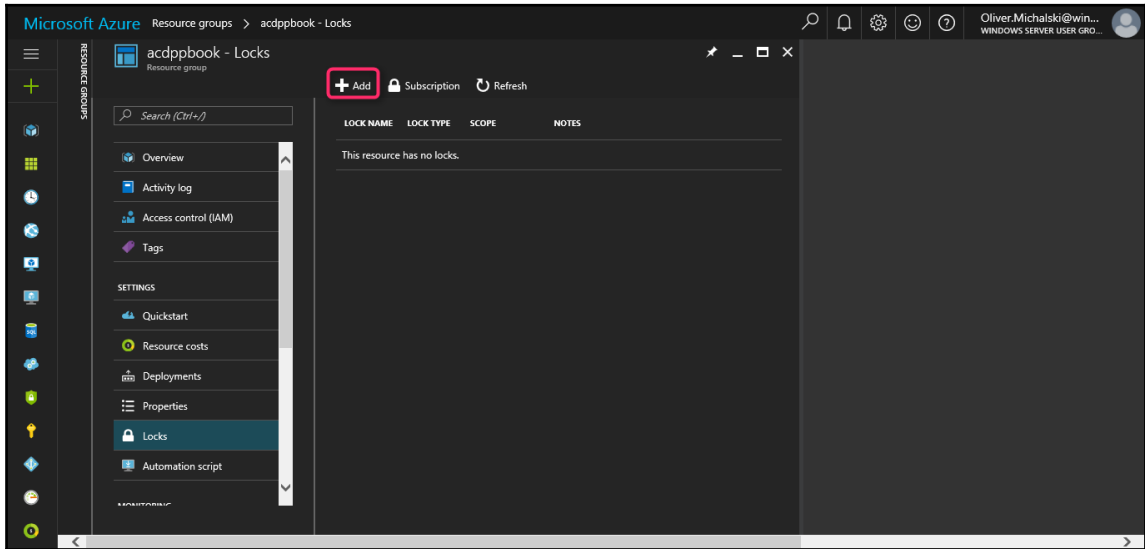 Microsoft Azure Resource groups > acdppbook - Locks
Oliver.Michalski@win...
WINDOWS SERVER USER GRO...
RESOURCE GROUPS
acdppbook - Locks
Resource group
Add Subscription Refresh
Search (Ctrl+/)
LOCK NAME LOCK TYPE SCOPE NOTES
This resource has no locks.
Overview
Activity log
Access control (IAM)
Tags
SETTINGS
Quickstart
Resource costs
Deployments
Properties
Locks
Automation script
MONITORING
SQL